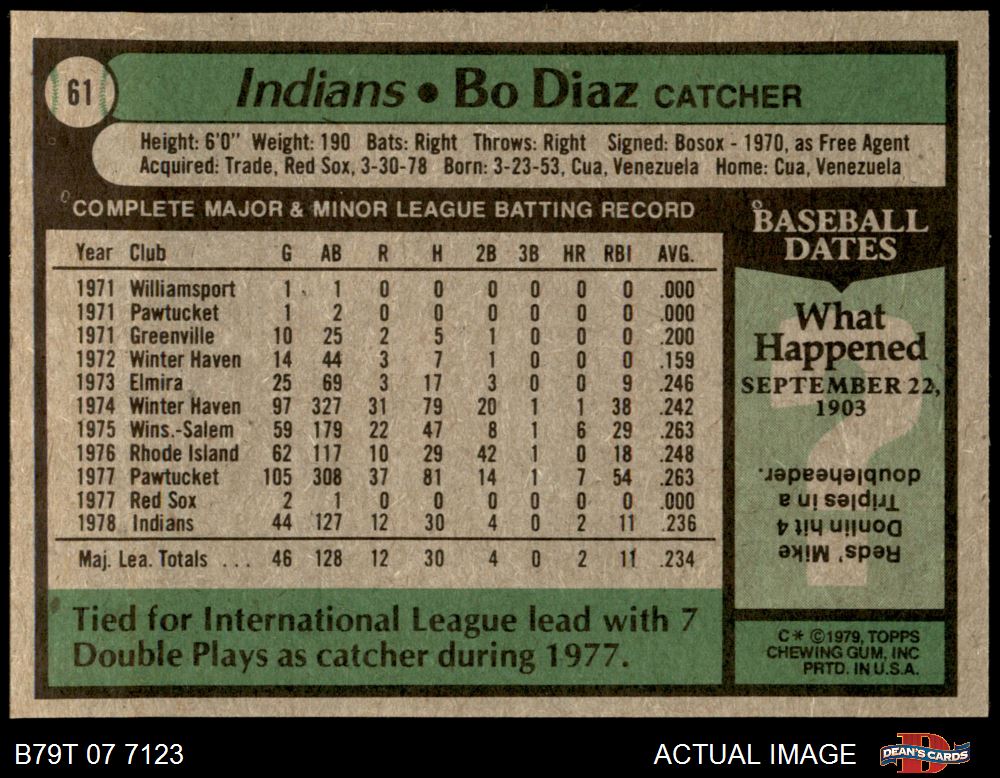 61
Indians • Bo Diaz CATCHER
Height: 6'0" Weight: 190 Bats: Right Throws: Right Signed: Bosox - 1970, as Free Agent
Acquired: Trade, Red Sox, 3-30-78 Born: 3-23-53, Cua, Venezuela Home: Cua, Venezuela
COMPLETE MAJOR & MINOR LEAGUE BATTING RECORD
Year Club G AB R H 2B 3B HR RBI AVG.
1971 Williamsport 1 1 0 0 0 0 0 0 .000
1971 Pawtucket 1 2 0 0 0 0 0 0 .000
1971 Greenville 10 25 2 5 1 0 0 0 .200
1972 Winter Haven 14 44 3 7 1 0 0 0 .159
1973 Elmira 25 69 3 17 3 0 0 9 .246
1974 Winter Haven 97 327 31 79 20 1 1 38 .242
1975 Wins.-Salem 59 179 22 47 8 1 6 29 .263
1976 Rhode Island 62 117 10 29 42 1 0 18 .248
1977 Pawtucket 105 308 37 81 14 1 7 54 .263
1977 Red Sox 2 1 0 0 0 0 0 0 .000
1978 Indians 44 127 12 30 4 0 2 11 .236
Maj. Lea. Totals ... 46 128 12 30 4 0 2 11 .234
Tied for International League lead with 7
Double Plays as catcher during 1977.
BASEBALL
DATES
What
Happened
SEPTEMBER 22,
1903
Reds' Mike
Donlin hit 4
Triples in a
doubleheader.
C* ©1979, TOPPS
CHEWING GUM, INC
PRTD. IN U.S.A.
B79T 07 7123
ACTUAL IMAGE
DEAN'S CARDS